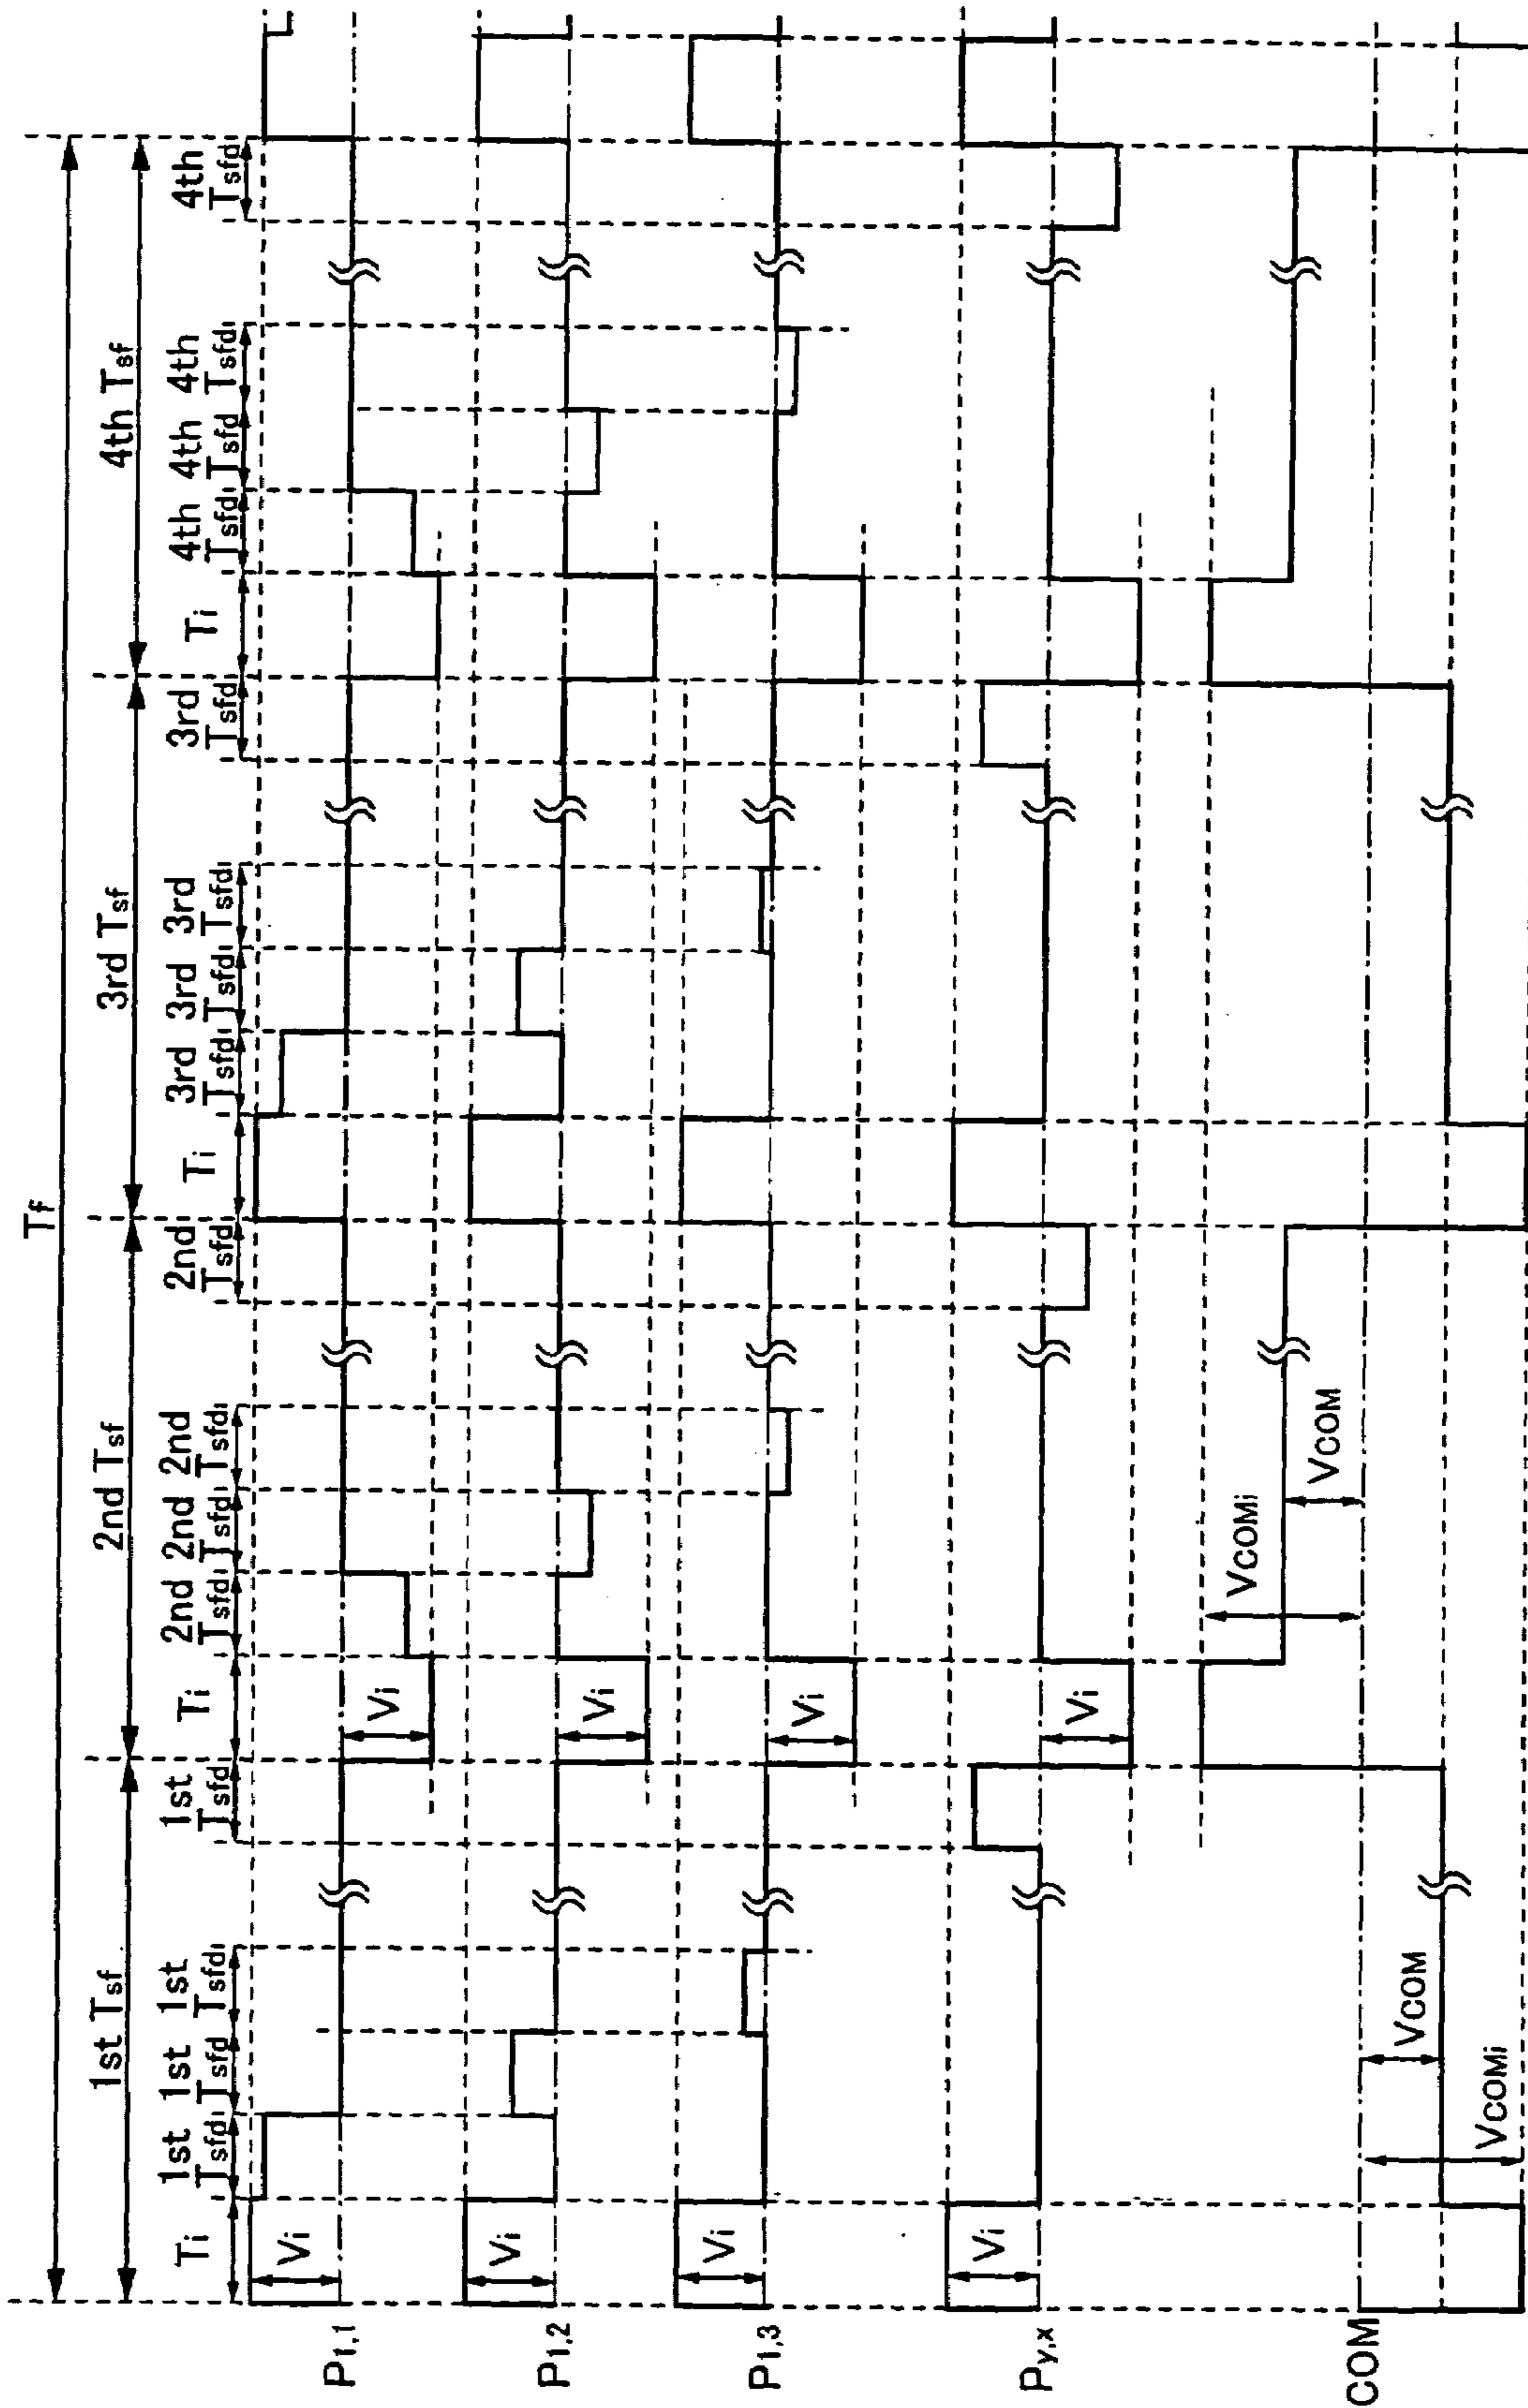 Tf
1st Tsf 2nd Tsf 3rd Tsf 4th Tsf
Ti 1st Tsfd 1st Tsfd 1st Tsfd 1st Tsfd Ti 2nd Tsfd 2nd Tsfd 2nd Tsfd 2nd Tsfd Ti 3rd Tsfd 3rd Tsfd 3rd Tsfd 3rd Tsfd Ti 4th Tsfd 4th Tsfd 4th Tsfd 4th Tsfd
P1,1 Vi Vi
P1,2 Vi Vi
P1,3 Vi Vi
Py,x Vi Vi
VCOMi VCOM
COM VCOM
VCOMi